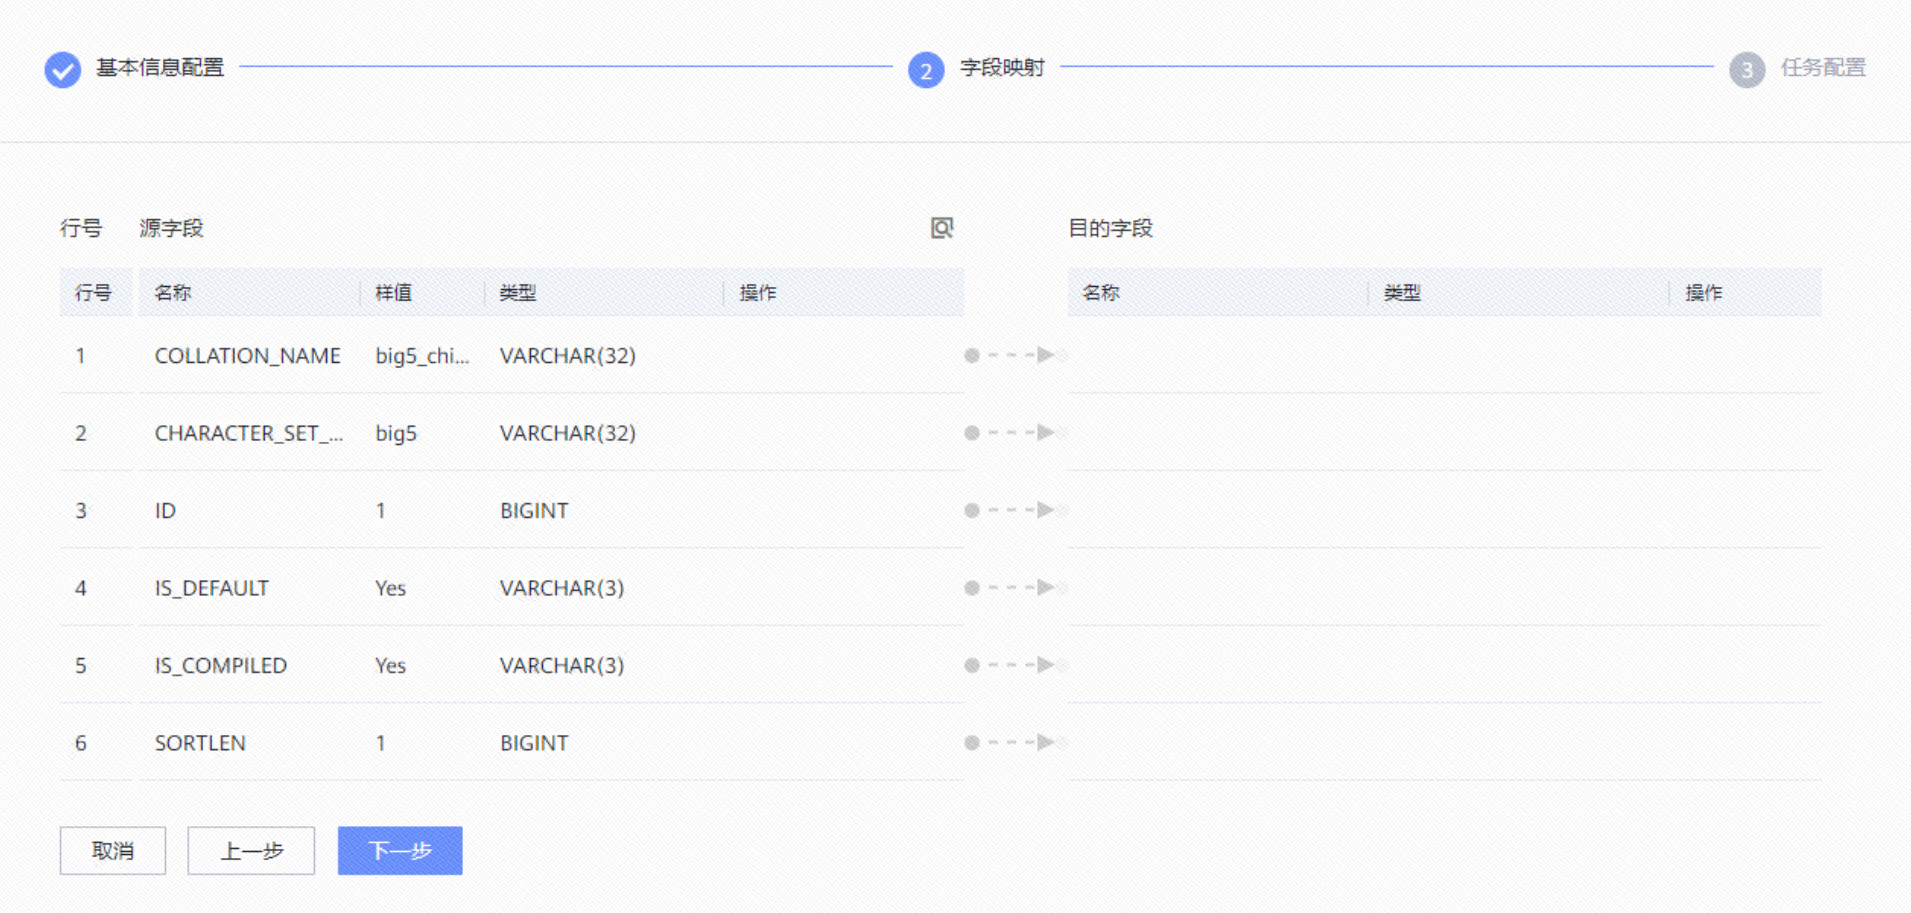 基本信息配置 2 字段映射 3 任务配置
行号 源字段 目的字段
行号 名称 样值 类型 操作 名称 类型 操作
1 COLLATION_NAME big5_chi... VARCHAR(32)
2 CHARACTER_SET_... big5 VARCHAR(32)
3 ID 1 BIGINT
4 IS_DEFAULT Yes VARCHAR(3)
5 IS_COMPILED Yes VARCHAR(3)
6 SORTLEN 1 BIGINT
取消 上一步 下一步